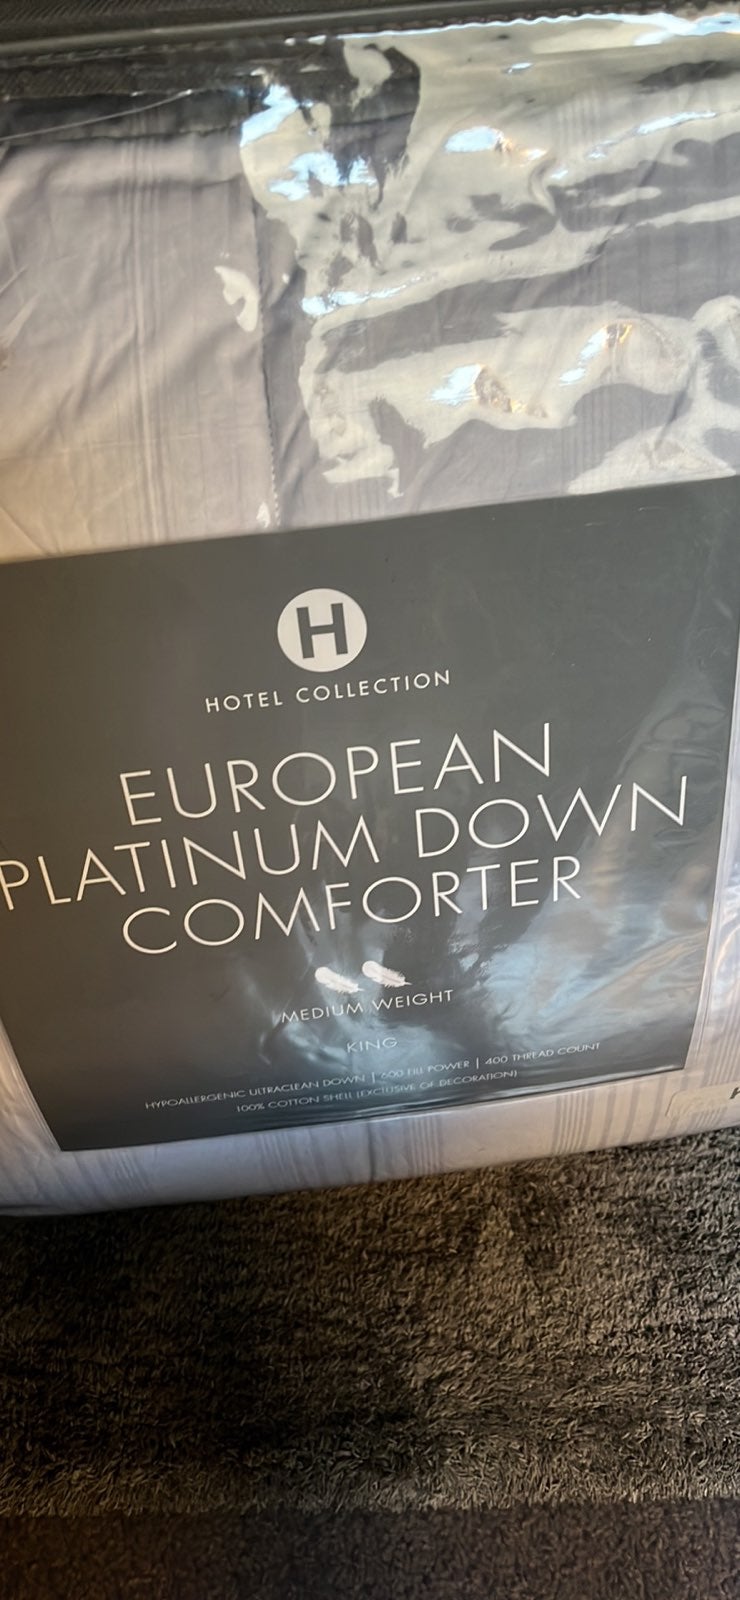 H
HOTEL COLLECTION
EUROPEAN
PLATINUM DOWN
COMFORTER
MEDIUM WEIGHT
KING
HYPOALLERGENIC ULTRACLEAN DOWN | 600 FILL POWER | 400 THREAD COUNT
100% COTTON SHELL (EXCLUSIVE OF DECORATION)